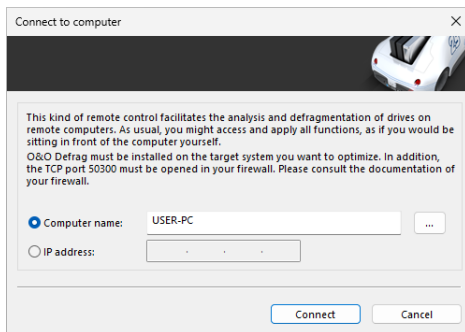 Connect to computer
This kind of remote control facilitates the analysis and defragmentation of drives on
remote computers. As usual, you might access and apply all functions, as if you would be
sitting in front of the computer yourself.
O&O Defrag must be installed on the target system you want to optimize. In addition,
the TCP port 50300 must be opened in your firewall. Please consult the documentation of
your firewall.
Computer name: USER-PC ...
IP address: . . .
Connect Cancel